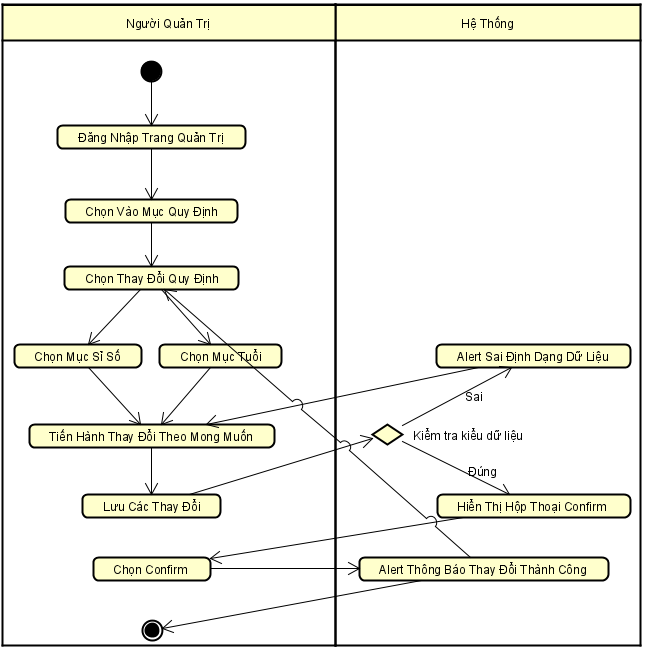 Người Quản Trị
Hệ Thống
Đăng Nhập Trang Quản Trị
Chọn Vào Mục Quy Định
Chọn Thay Đổi Quy Định
Chọn Mục Sĩ Số
Chọn Mục Tuổi
Alert Sai Định Dạng Dữ Liệu
Sai
Tiến Hành Thay Đổi Theo Mong Muốn
Kiểm tra kiểu dữ liệu
Đúng
Lưu Các Thay Đổi
Hiển Thị Hộp Thoại Confirm
Chọn Confirm
Alert Thông Báo Thay Đổi Thành Công